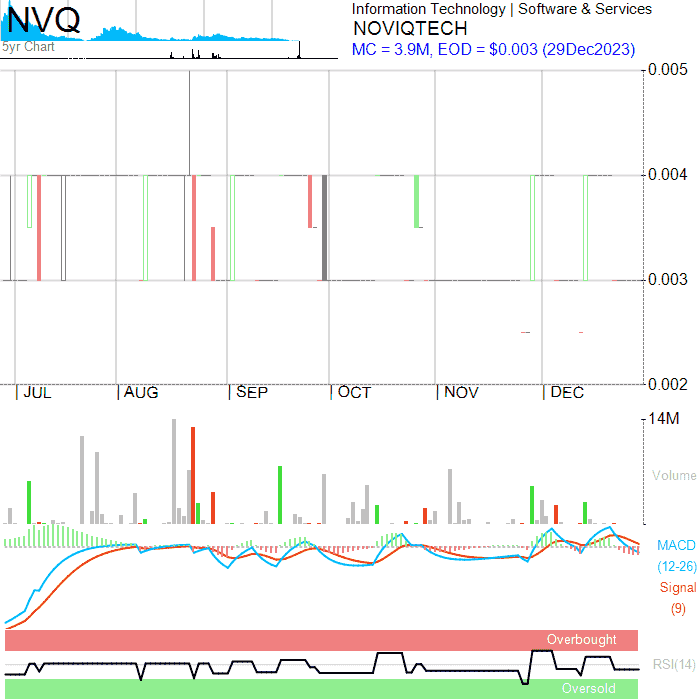 NVQ
5yr Chart
Information Technology | Software & Services
NOVIQTECH
MC = 3.9M, EOD = $0.003 (29Dec2023)
0.005
0.004
0.003
0.002
JUL AUG SEP OCT NOV DEC
14M
Volume
MACD
(12-26)
Signal
(9)
Overbought
RSI(14)
Oversold